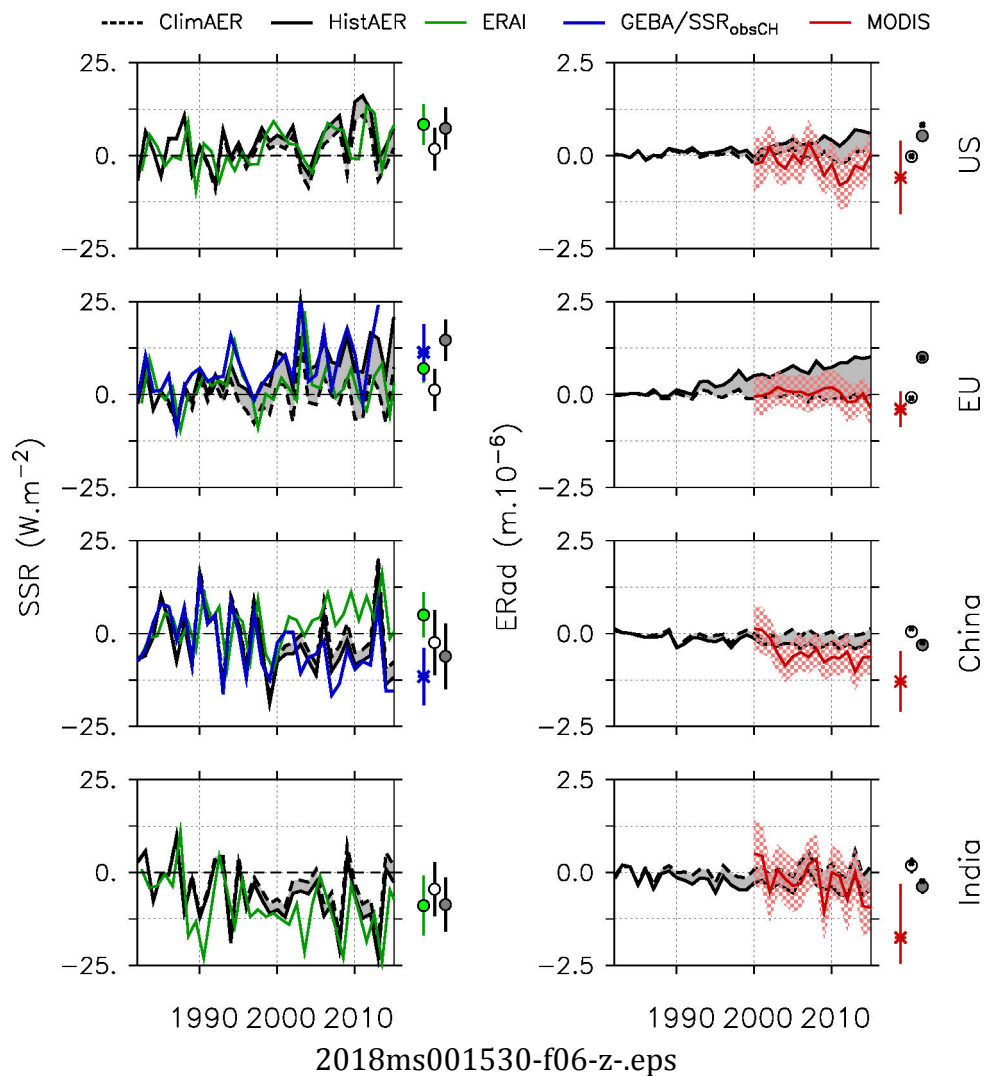 ClimAER HistAER ERAI GEBA/SSRobsCH MODIS
25. 2.5
0. 0.0
−25. −2.5
US
25. 2.5
0. 0.0
−25. −2.5
EU
SSR (W.m−2)
ERad (m.10−6)
25. 2.5
0. 0.0
−25. −2.5
China
25. 2.5
0. 0.0
−25. −2.5
India
1990 2000 2010 1990 2000 2010
2018ms001530-f06-z-.eps